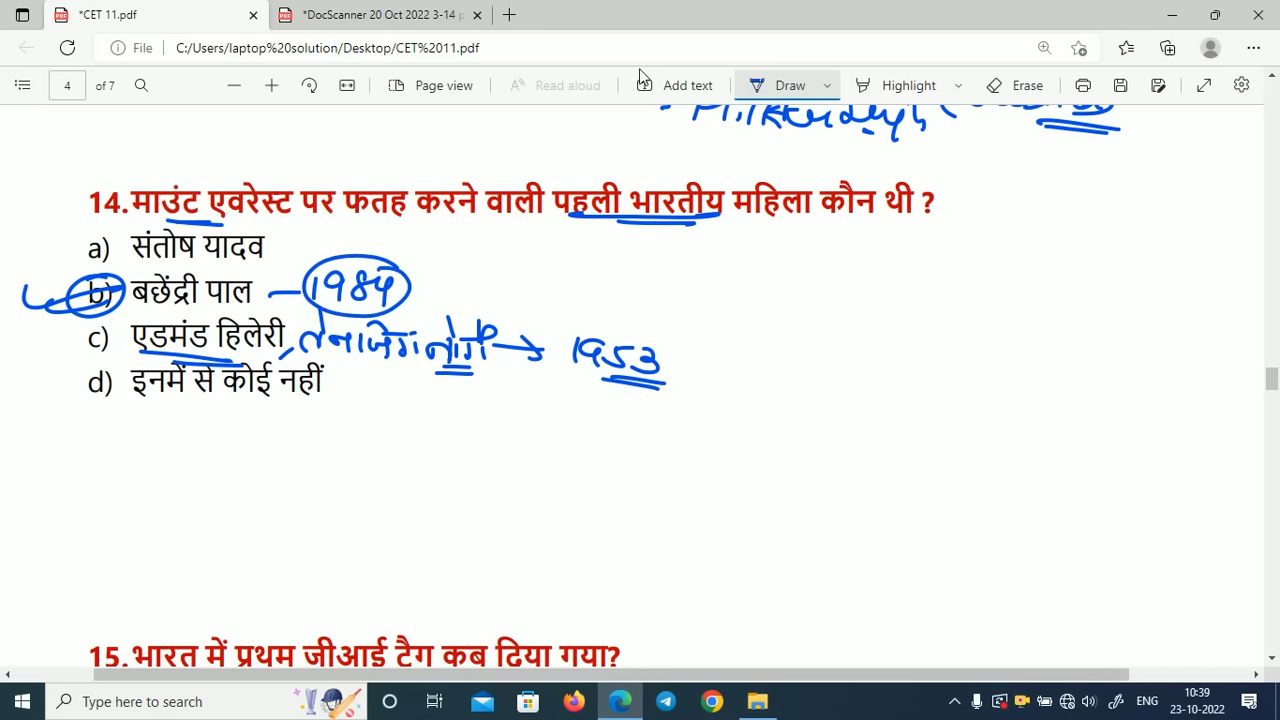 *CET 11.pdf
*DocScanner 20 Oct 2022 3-14 p
File C:/Users/laptop%20solution/Desktop/CET%2011.pdf
4 of 7 Page view Read aloud Add text Draw Highlight Erase
14.माउंट एवरेस्ट पर फतह करने वाली पहली भारतीय महिला कौन थी ?
a) संतोष यादव
b) बछेंद्री पाल – 1984
c) एडमंड हिलेरी, 1953
d) इनमें से कोई नहीं
15.भारत में प्रथम जीआई टैग कब दिया गया?
Type here to search
ENG
10:39
23-10-2022